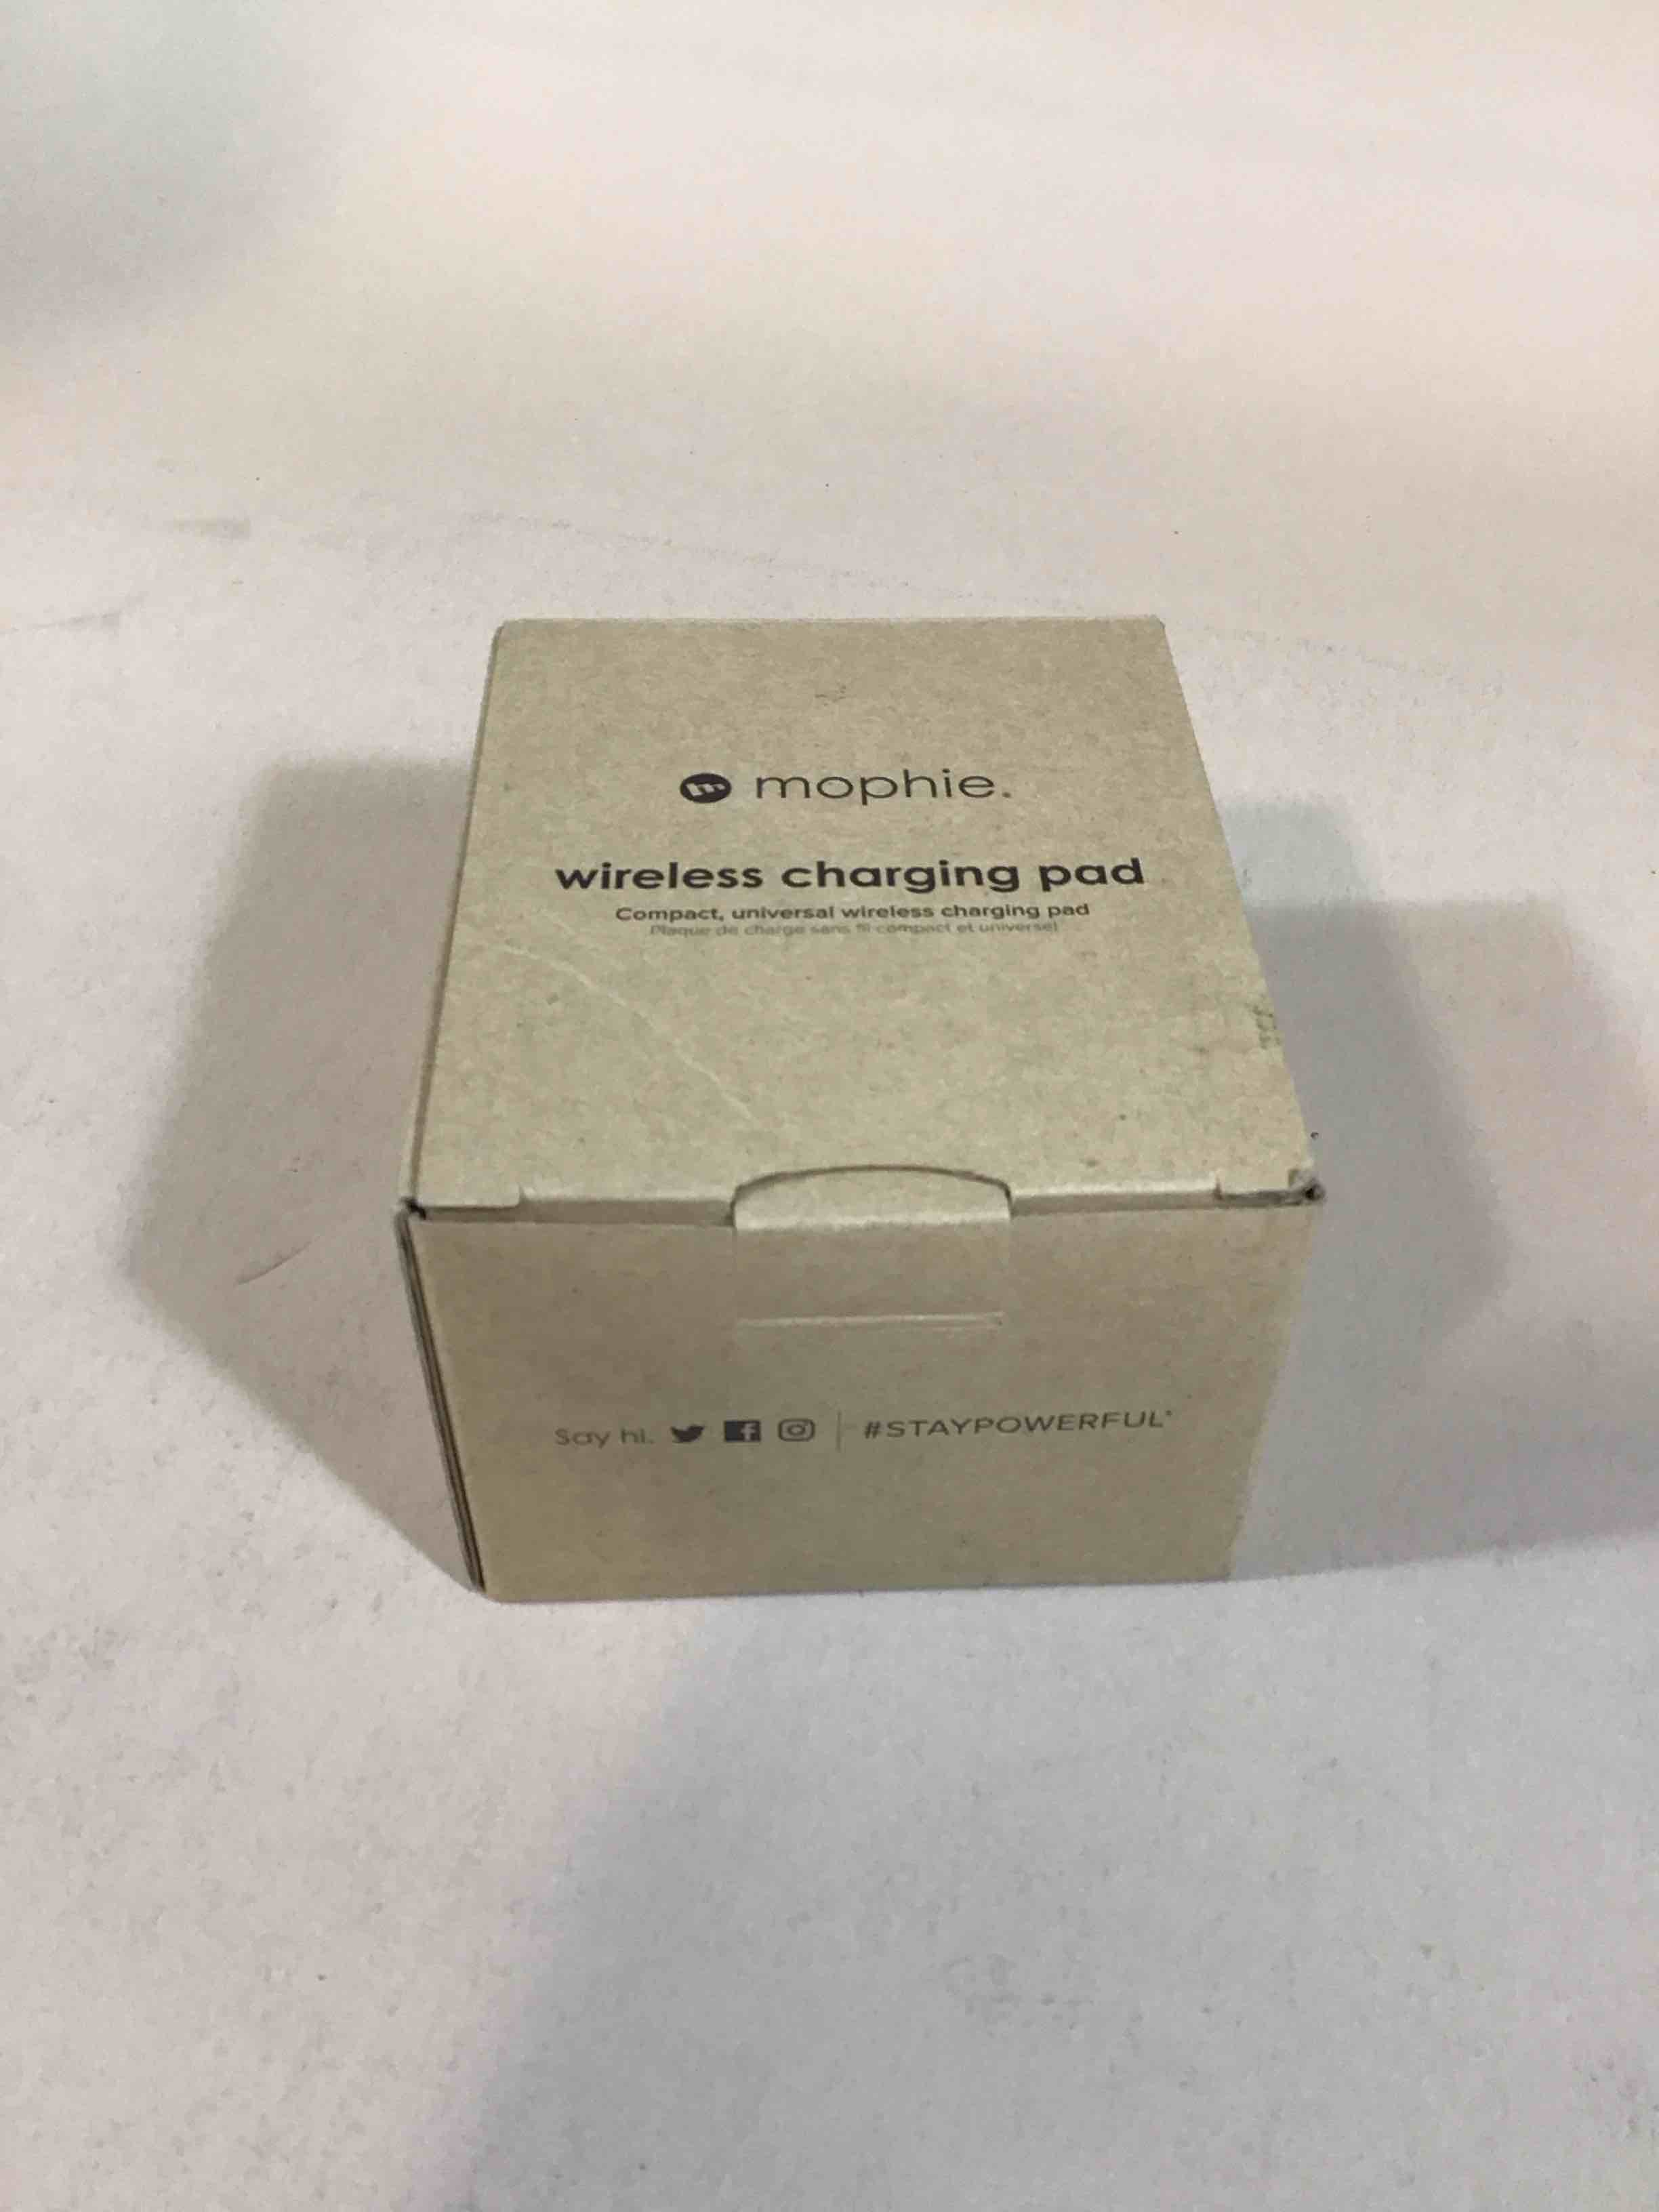 mophie.
wireless charging pad
Compact, universal wireless charging pad
Plaque de charge sans fil compact et universel
Say hi. | #STAYPOWERFUL®